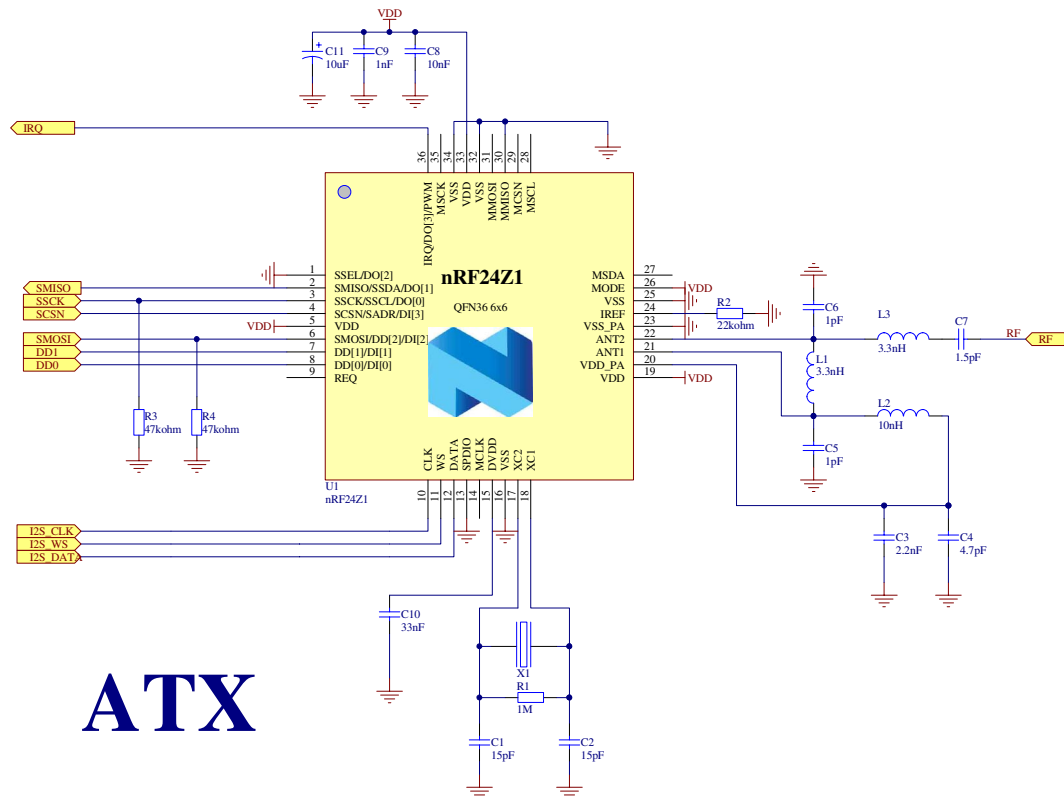 VDD
C11
10uF
C9
1nF
C8
10nF
IRQ
36
35
34
33
32
31
30
29
28
IRQ/DO[3]/PWM
MSCK
VSS
VDD
VSS
MMOSI
MMISO
MCSN
MSCL
nRF24Z1
QFN36 6x6
SMISO
SSCK
SCSN
SMOSI
DD1
DD0
VDD
1
2
3
4
5
6
7
8
9
SSEL/DO[2]
SMISO/SSDA/DO[1]
SSCK/SSCL/DO[0]
SCSN/SADR/DI[3]
VDD
SMOSI/DD[2]/DI[2]
DD[1]/DI[1]
DD[0]/DI[0]
REQ
MSDA
MODE
VSS
IREF
VSS_PA
ANT2
ANT1
VDD_PA
VDD
27
26
25
24
23
22
21
20
19
VDD
VDD
R2
22kohm
C6
1pF
L3
3.3nH
C7
1.5pF
RF
RF
L1
3.3nH
L2
10nH
C5
1pF
R3
47kohm
R4
47kohm
CLK
WS
DATA
SPDIO
MCLK
DVDD
VSS
XC2
XC1
U1
nRF24Z1
10
11
12
13
14
15
16
17
18
I2S_CLK
I2S_WS
I2S_DATA
C3
2.2nF
C4
4.7pF
C10
33nF
X1
R1
1M
C1
15pF
C2
15pF
ATX